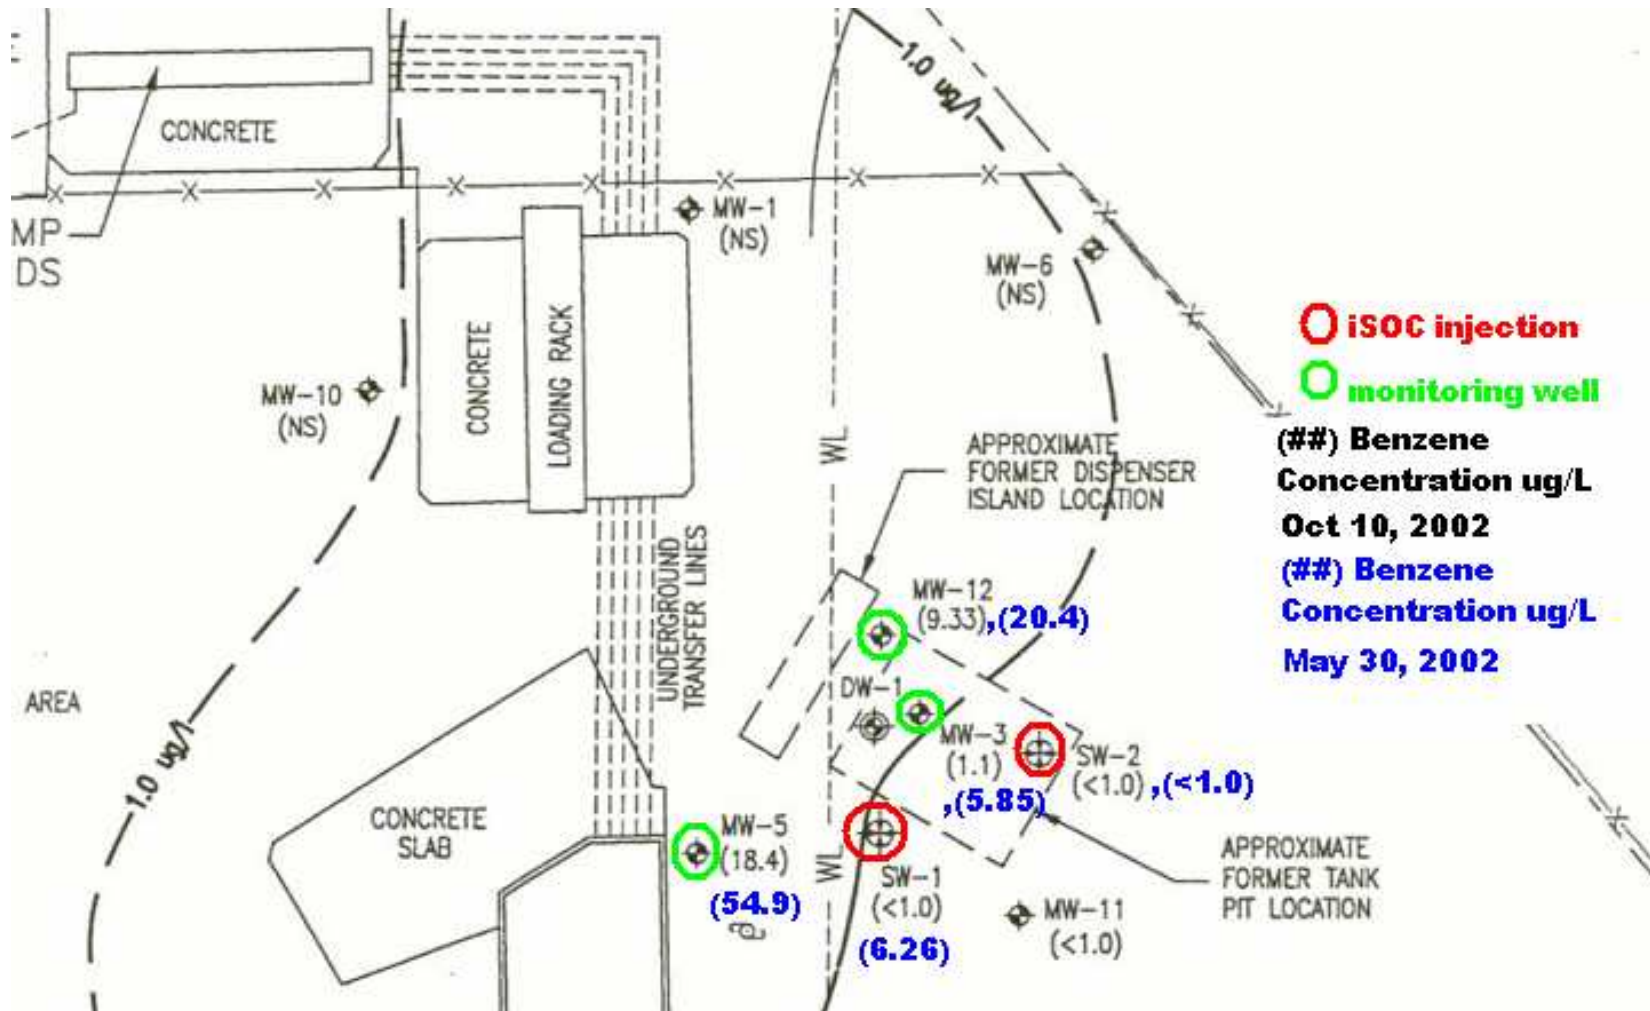 1.0 ug/l
CONCRETE
MP
DS
MW-1
(NS)
MW-6
(NS)
CONCRETE
LOADING RACK
MW-10
(NS)
WL
iSOC injection
monitoring well
(##) Benzene
Concentration ug/L
Oct 10, 2002
(##) Benzene
Concentration ug/L
May 30, 2002
APPROXIMATE
FORMER DISPENSER
ISLAND LOCATION
UNDERGROUND
TRANSFER LINES
MW-12
(9.33),(20.4)
DW-1
MW-3
(1.1)
,(5.85)
SW-2
(<1.0),(<1.0)
AREA
1.0 ug/l
CONCRETE
SLAB
MW-5
(18.4)
(54.9)
WL
SW-1
(<1.0)
(6.26)
MW-11
(<1.0)
APPROXIMATE
FORMER TANK
PIT LOCATION